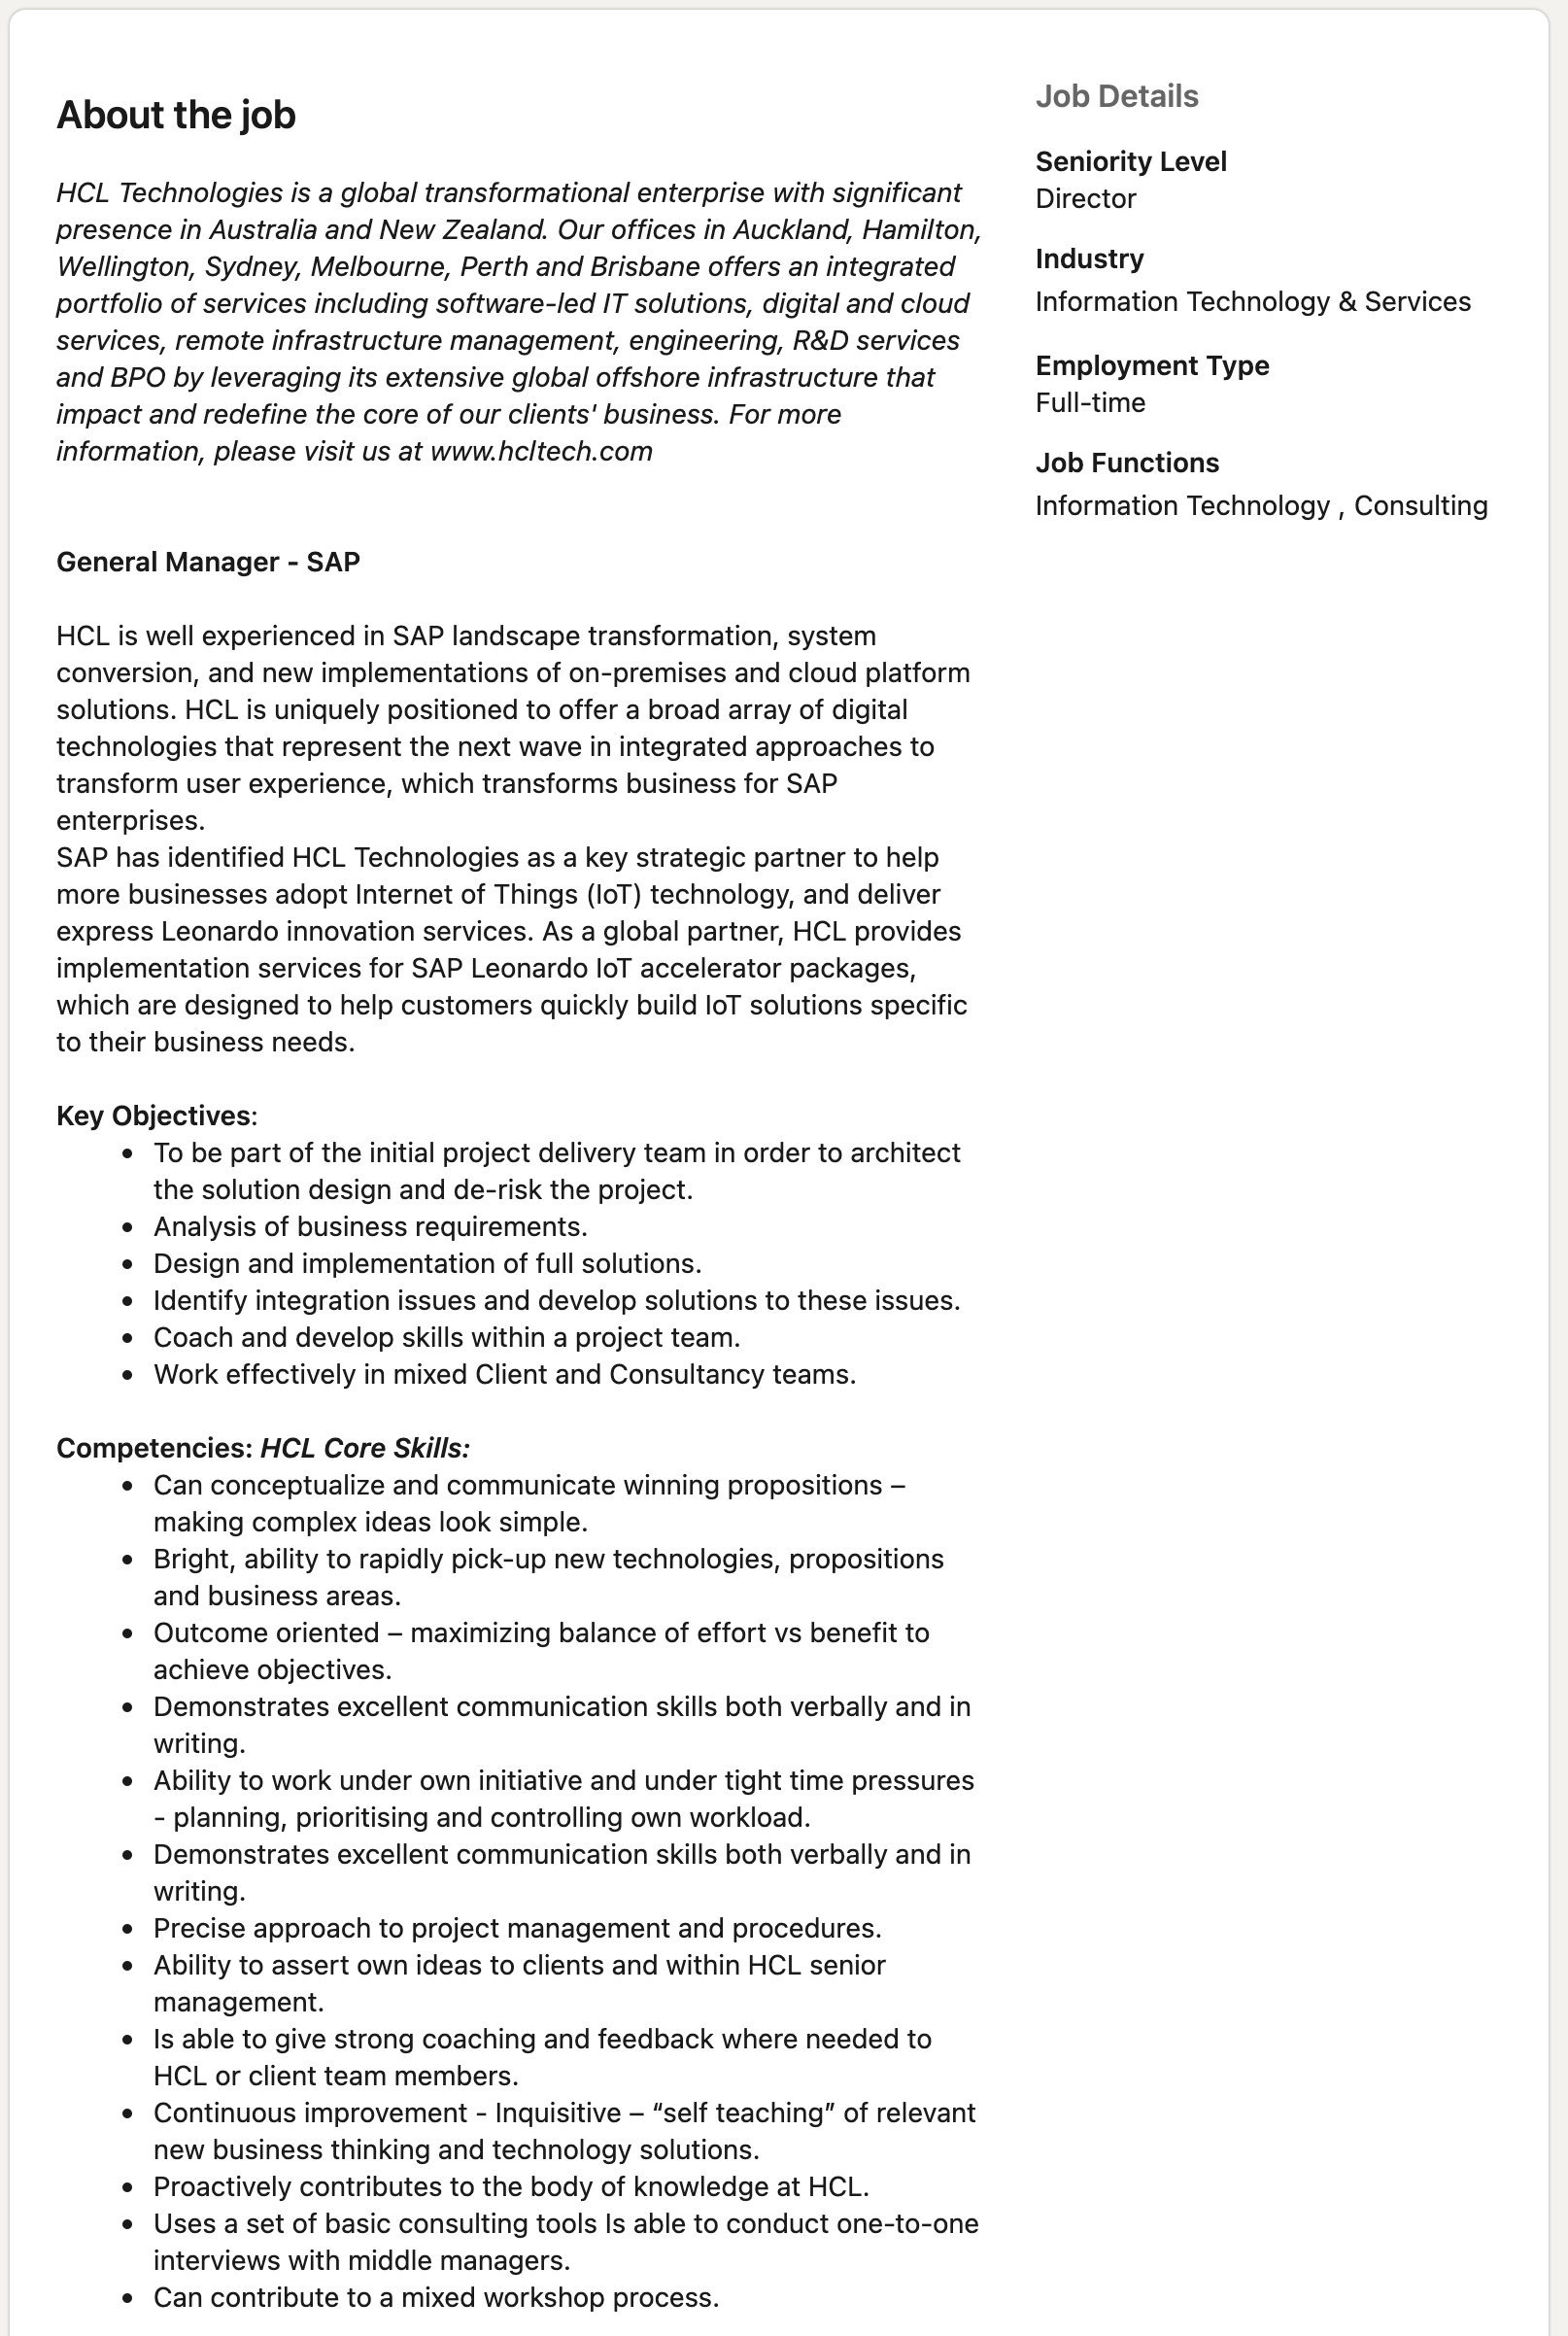 About the job
HCL Technologies is a global transformational enterprise with significant
presence in Australia and New Zealand. Our offices in Auckland, Hamilton,
Wellington, Sydney, Melbourne, Perth and Brisbane offers an integrated
portfolio of services including software-led IT solutions, digital and cloud
services, remote infrastructure management, engineering, R&D services
and BPO by leveraging its extensive global offshore infrastructure that
impact and redefine the core of our clients' business. For more
information, please visit us at www.hcltech.com
General Manager - SAP
HCL is well experienced in SAP landscape transformation, system
conversion, and new implementations of on-premises and cloud platform
solutions. HCL is uniquely positioned to offer a broad array of digital
technologies that represent the next wave in integrated approaches to
transform user experience, which transforms business for SAP
enterprises.
SAP has identified HCL Technologies as a key strategic partner to help
more businesses adopt Internet of Things (IoT) technology, and deliver
express Leonardo innovation services. As a global partner, HCL provides
implementation services for SAP Leonardo IoT accelerator packages,
which are designed to help customers quickly build IoT solutions specific
to their business needs.
Key Objectives:
• To be part of the initial project delivery team in order to architect
the solution design and de-risk the project.
• Analysis of business requirements.
• Design and implementation of full solutions.
• Identify integration issues and develop solutions to these issues.
• Coach and develop skills within a project team.
• Work effectively in mixed Client and Consultancy teams.
Competencies: HCL Core Skills:
• Can conceptualize and communicate winning propositions –
making complex ideas look simple.
• Bright, ability to rapidly pick-up new technologies, propositions
and business areas.
• Outcome oriented – maximizing balance of effort vs benefit to
achieve objectives.
• Demonstrates excellent communication skills both verbally and in
writing.
• Ability to work under own initiative and under tight time pressures
- planning, prioritising and controlling own workload.
• Demonstrates excellent communication skills both verbally and in
writing.
• Precise approach to project management and procedures.
• Ability to assert own ideas to clients and within HCL senior
management.
• Is able to give strong coaching and feedback where needed to
HCL or client team members.
• Continuous improvement - Inquisitive – “self teaching” of relevant
new business thinking and technology solutions.
• Proactively contributes to the body of knowledge at HCL.
• Uses a set of basic consulting tools Is able to conduct one-to-one
interviews with middle managers.
• Can contribute to a mixed workshop process.
Job Details
Seniority Level
Director
Industry
Information Technology & Services
Employment Type
Full-time
Job Functions
Information Technology , Consulting